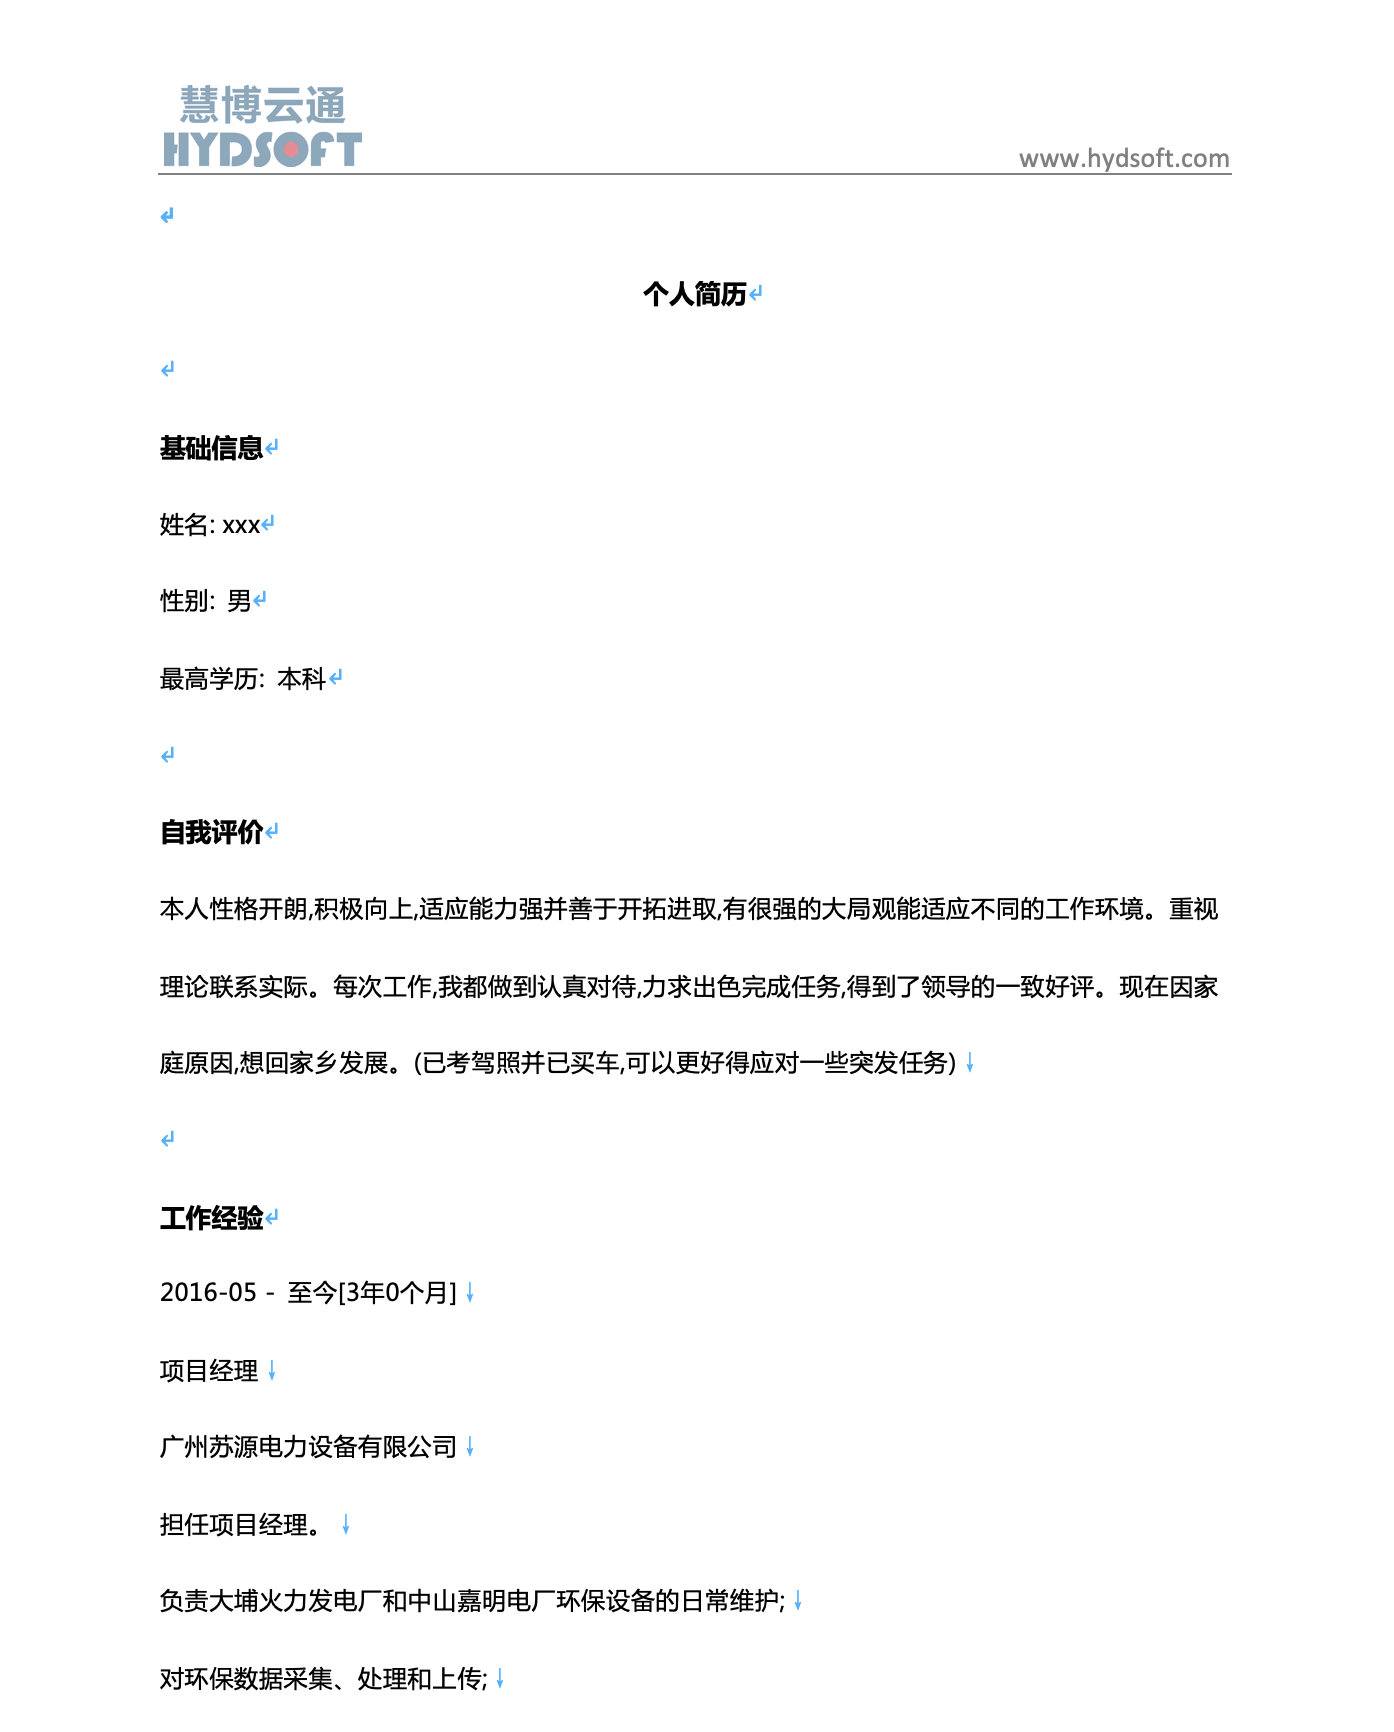 慧博云通
HYDSOFT
www.hydsoft.com
个人简历
基础信息
姓名: xxx
性别: 男
最高学历: 本科
自我评价
本人性格开朗,积极向上,适应能力强并善于开拓进取,有很强的大局观能适应不同的工作环境。重视
理论联系实际。每次工作,我都做到认真对待,力求出色完成任务,得到了领导的一致好评。现在因家
庭原因,想回家乡发展。(已考驾照并已买车,可以更好得应对一些突发任务)
工作经验
2016-05 - 至今[3年0个月]
项目经理
广州苏源电力设备有限公司
担任项目经理。
负责大埔火力发电厂和中山嘉明电厂环保设备的日常维护;
对环保数据采集、处理和上传;